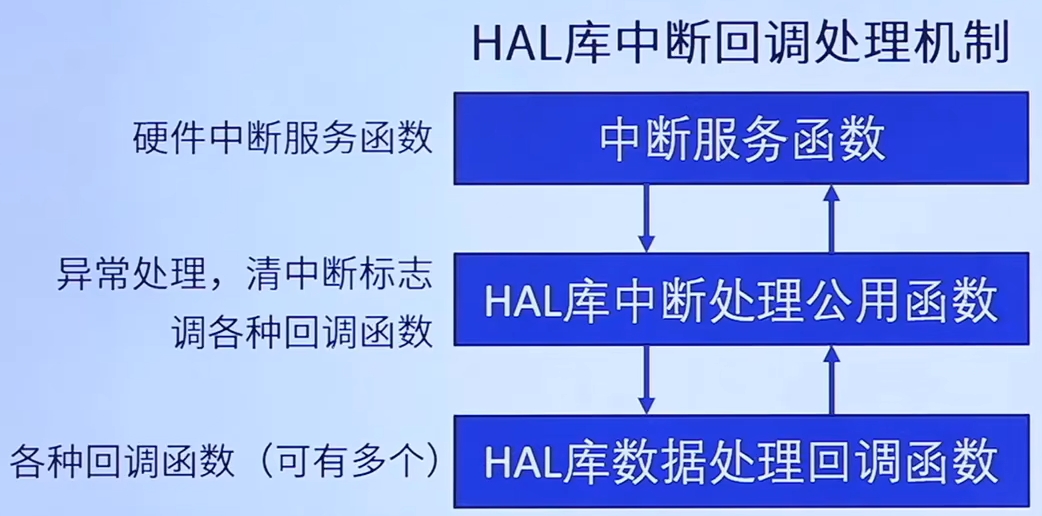 HAL库中断回调处理机制
硬件中断服务函数
中断服务函数
异常处理，清中断标志
调各种回调函数
HAL库中断处理公用函数
各种回调函数（可有多个）
HAL库数据处理回调函数